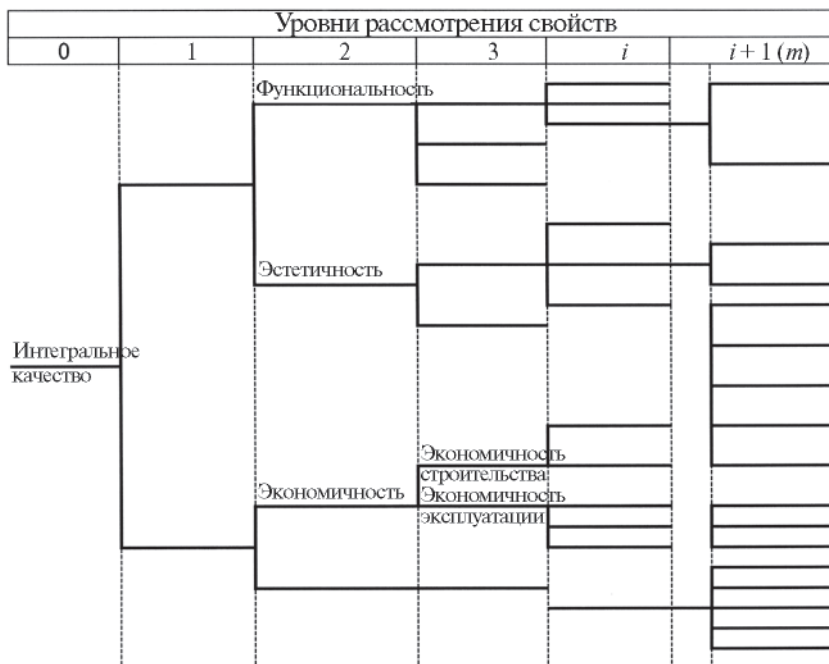 Уровни рассмотрения свойств
0 1 2 3 i i + 1 (m)
Функциональность
Эстетичность
Интегральное
качество
Экономичность
строительства
Экономичность
Экономичность
эксплуатации